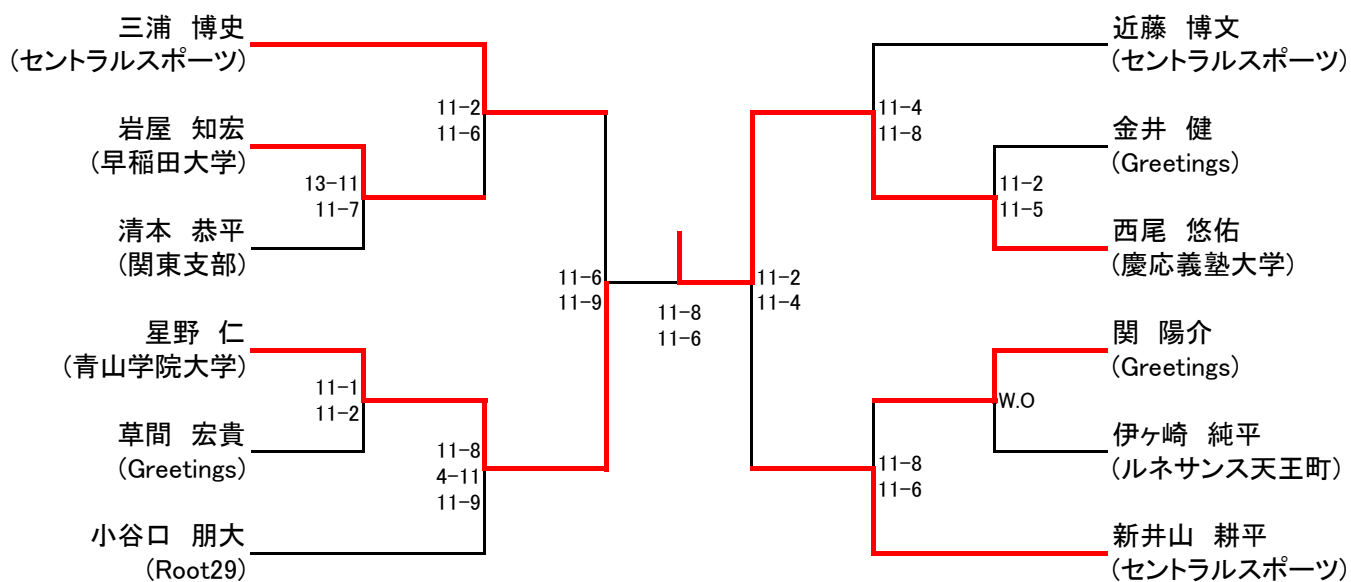 三浦 博史
(セントラルスポーツ)
岩屋 知宏
(早稲田大学)
清本 恭平
(関東支部)
星野 仁
(青山学院大学)
草間 宏貴
(Greetings)
小谷口 朋大
(Root29)
13-11
11-7
11-1
11-2
11-2
11-6
11-8
4-11
11-9
11-6
11-9
11-8
11-6
11-2
11-4
11-4
11-8
11-8
11-6
11-2
11-5
W.O
近藤 博文
(セントラルスポーツ)
金井 健
(Greetings)
西尾 悠佑
(慶応義塾大学)
関 陽介
(Greetings)
伊ヶ崎 純平
(ルネサンス天王町)
新井山 耕平
(セントラルスポーツ)